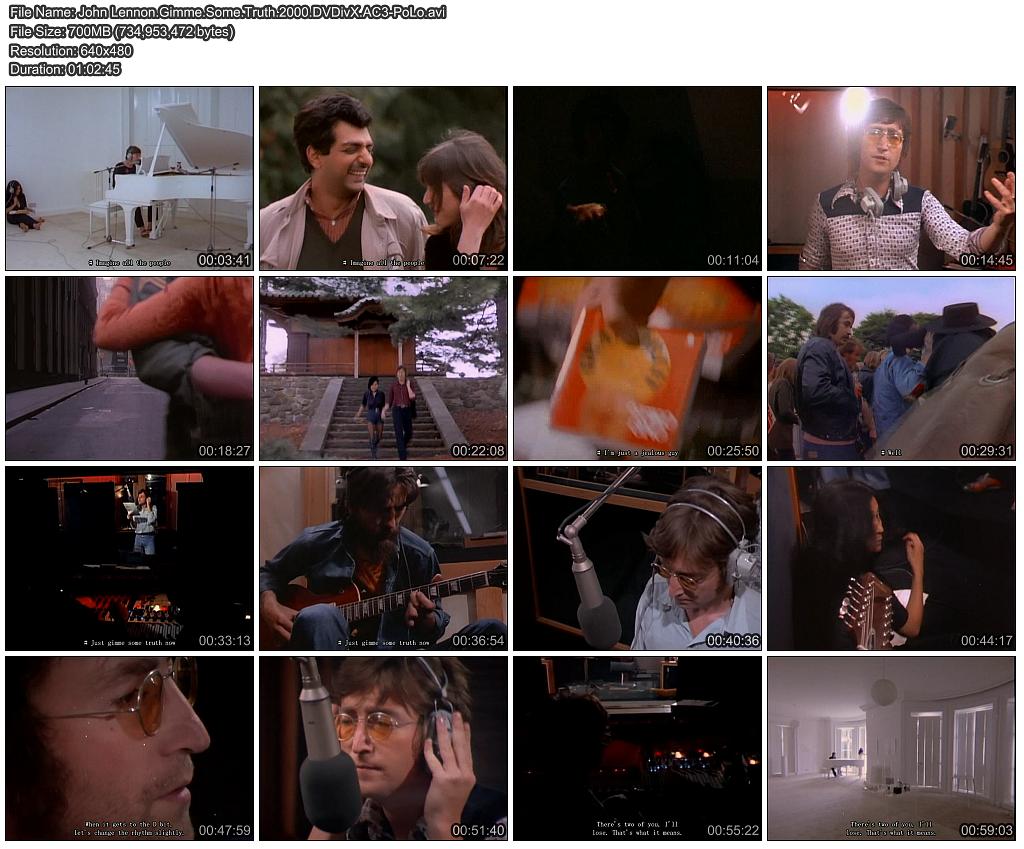 File Name: John Lennon.Gimme.Some.Truth.2000.DVDivX.AC3-PoLo.avi
File Size: 700MB (734,953,472 bytes)
Resolution: 640x480
Duration: 01:02:45
# Imagine all the people
00:03:41
# Imagine all the people
00:07:22
00:11:04
00:14:45
00:18:27
00:22:08
# I'm just a jealous guy
00:25:50
# Well
00:29:31
# Just gimme some truth now
00:33:13
# Just gimme some truth now
00:36:54
00:40:36
00:44:17
When it gets to the D bit,
let's change the rhythm slightly.
00:47:59
00:51:40
There's two of you, I'll
lose. That's what it means.
00:55:22
There's two of you, I'll
lose. That's what it means.
00:59:03